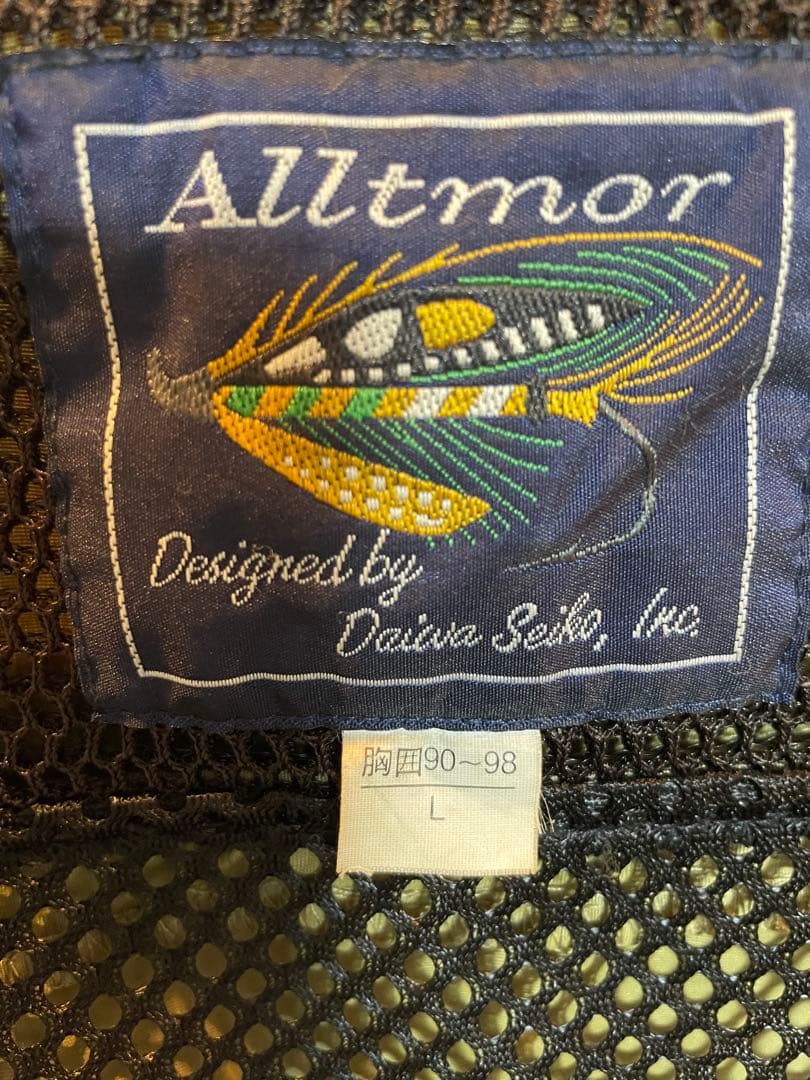 Alltmor
Designed by
Daiwa Seiko, Inc.
胸囲90～98
L